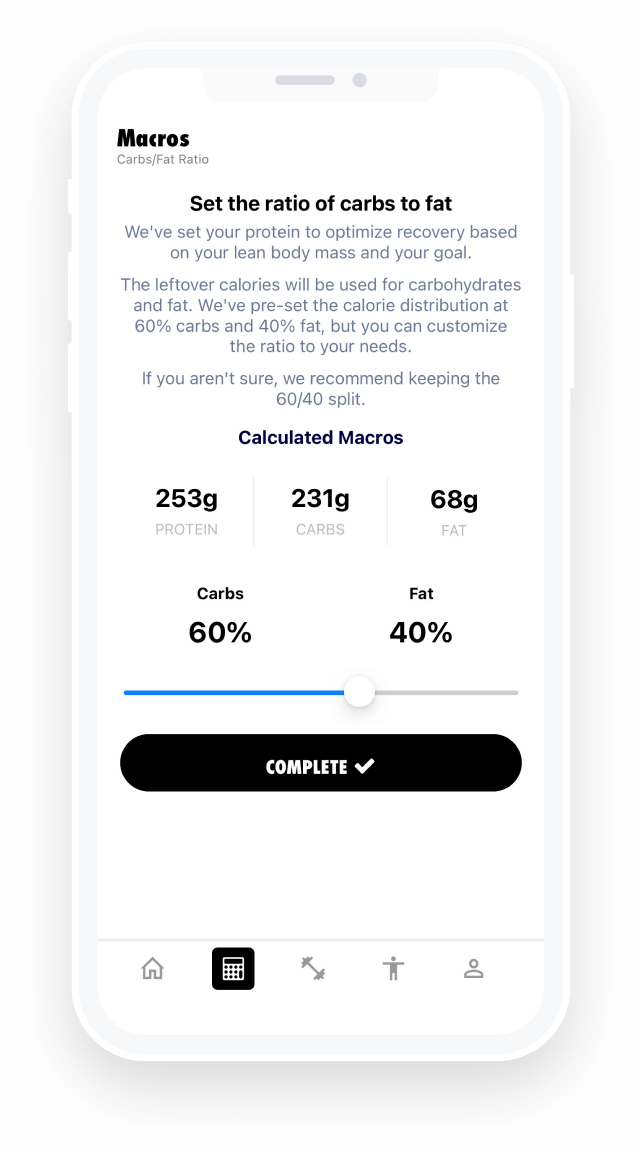 Macros
Carbs/Fat Ratio
Set the ratio of carbs to fat
We've set your protein to optimize recovery based
on your lean body mass and your goal.
The leftover calories will be used for carbohydrates
and fat. We've pre-set the calorie distribution at
60% carbs and 40% fat, but you can customize
the ratio to your needs.
If you aren't sure, we recommend keeping the
60/40 split.
Calculated Macros
253g 231g 68g
PROTEIN CARBS FAT
Carbs Fat
60% 40%
COMPLETE